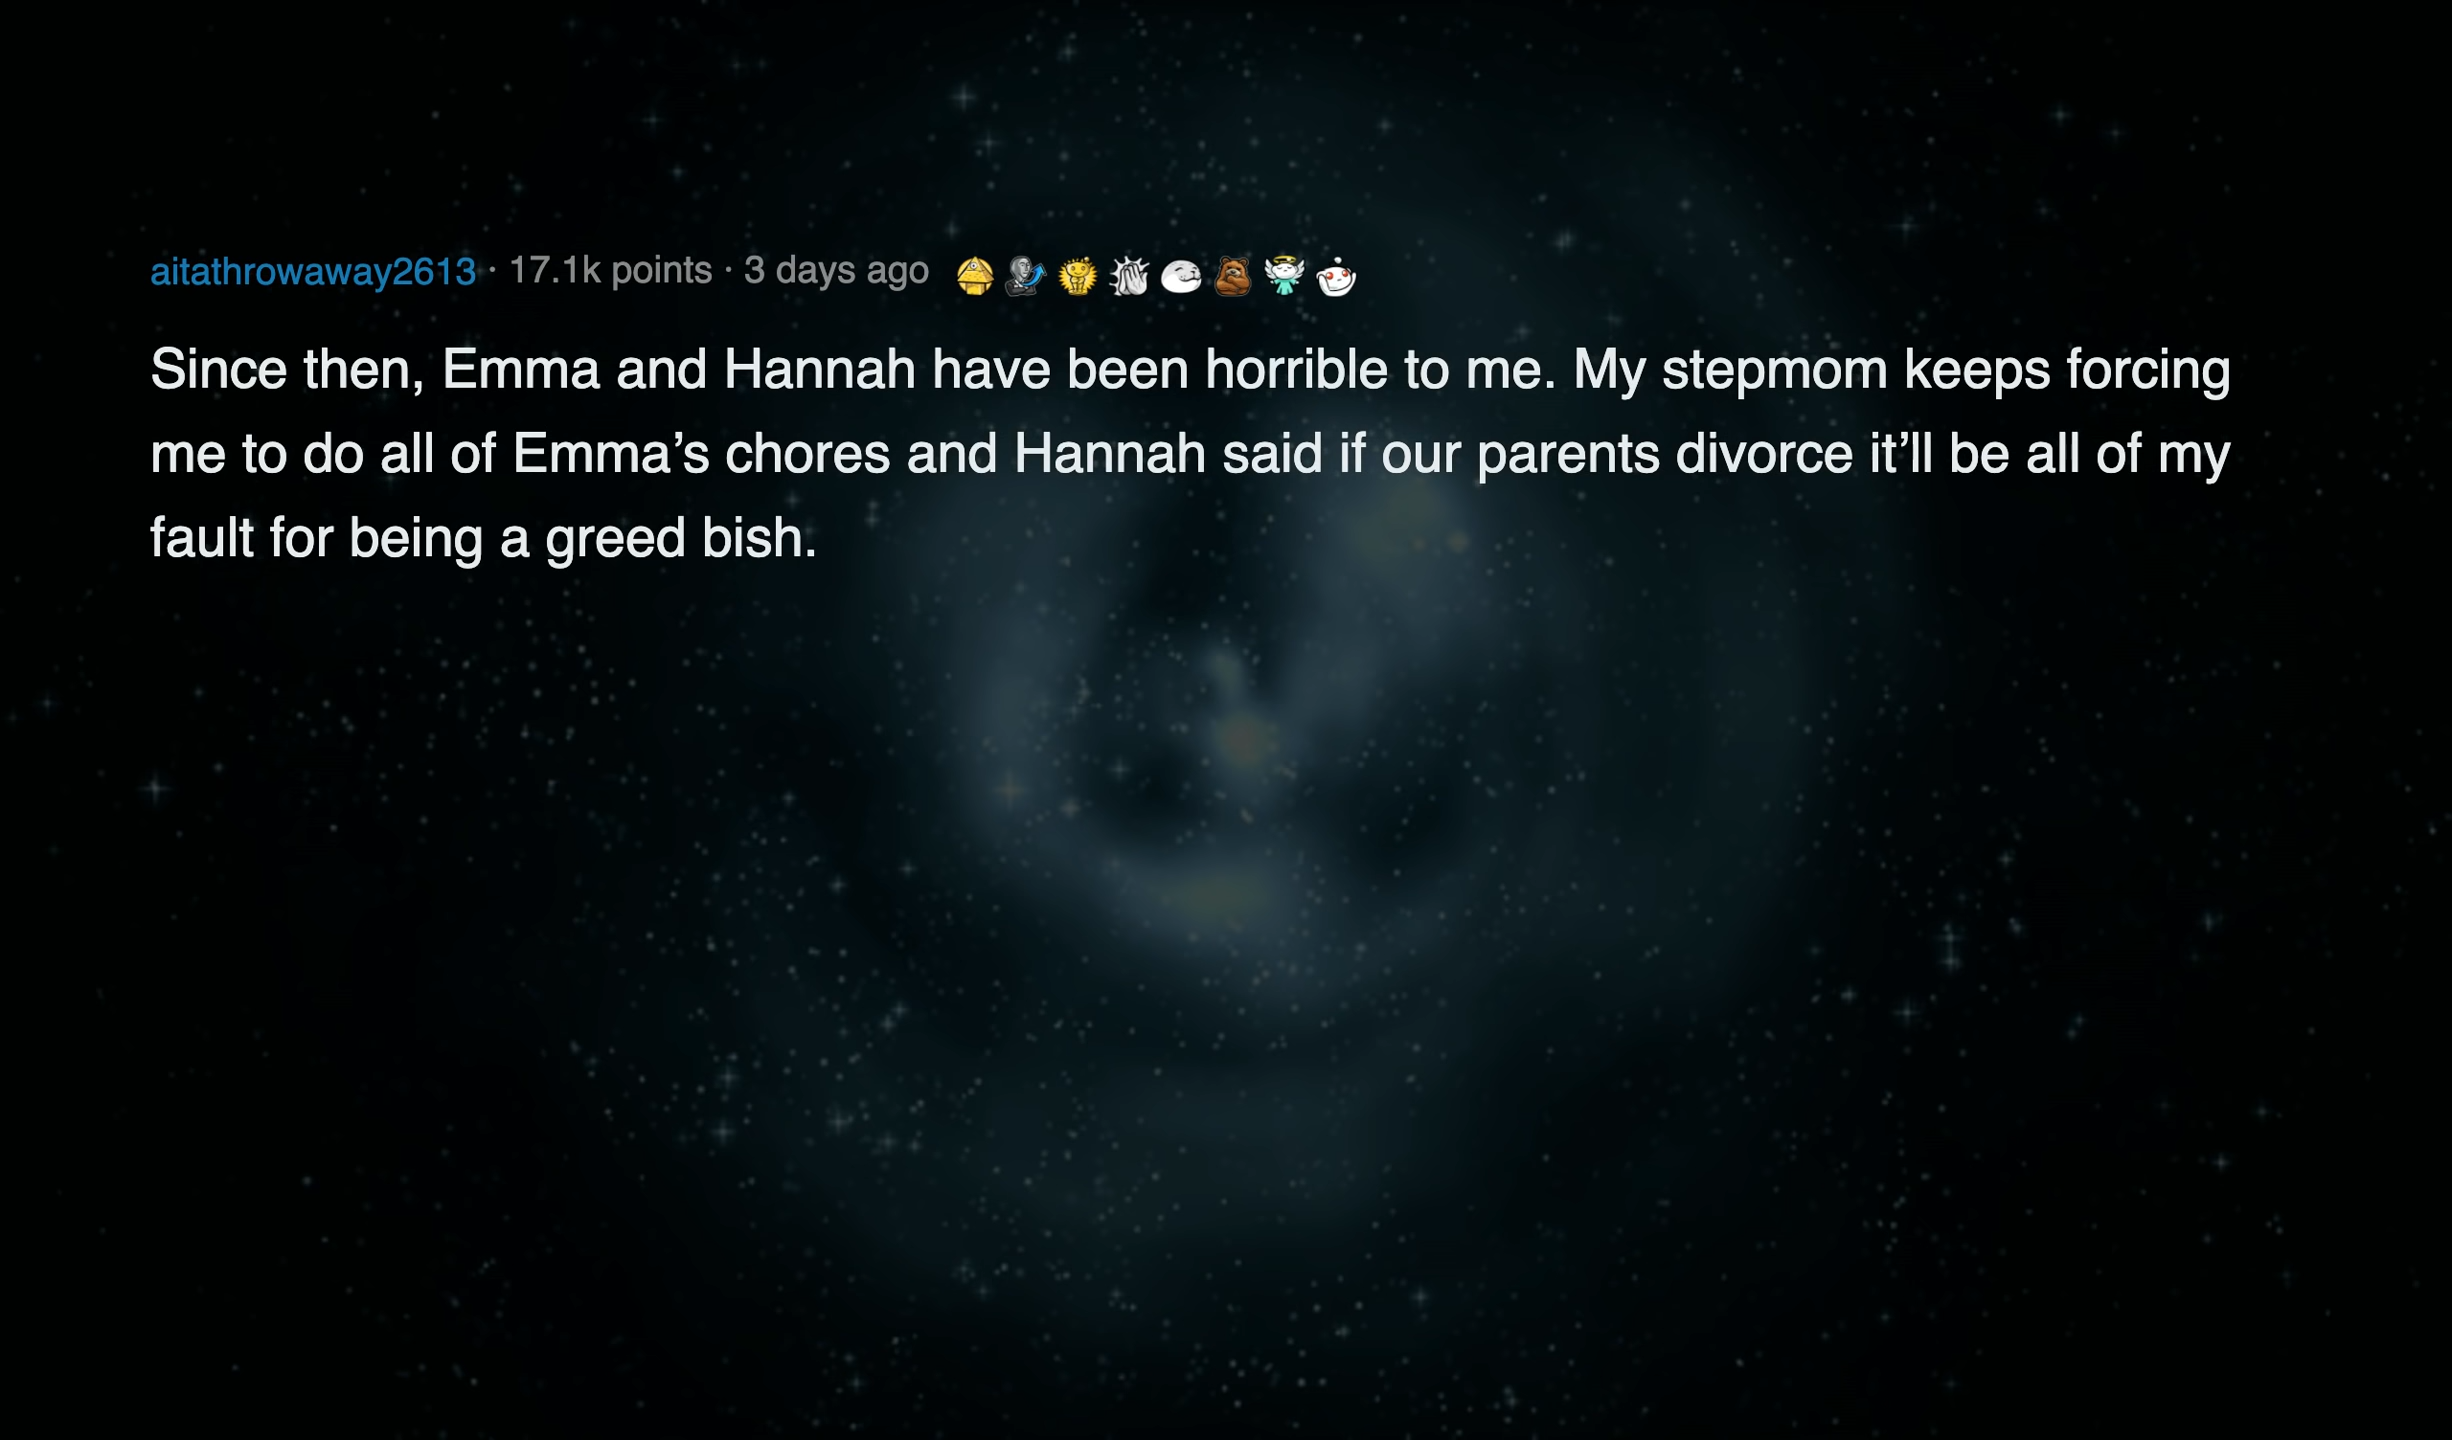 aitathrowaway2613 · 17.1k points · 3 days ago
Since then, Emma and Hannah have been horrible to me. My stepmom keeps forcing
me to do all of Emma’s chores and Hannah said if our parents divorce it’ll be all of my
fault for being a greed bish.